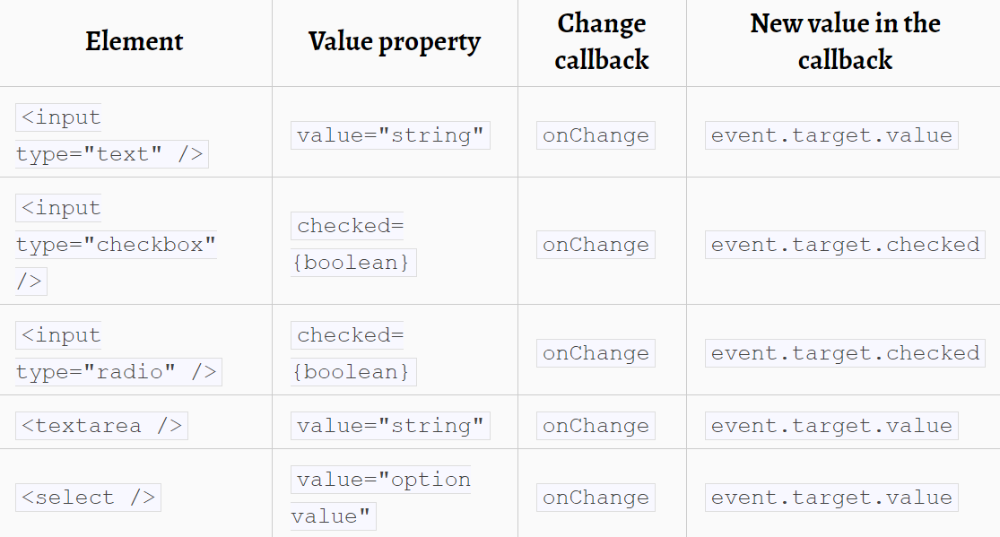 Element
Value property
Change
callback
New value in the
callback
<input
type="text" />
value="string"
onChange
event.target.value
<input
type="checkbox"
/>
checked=
{boolean}
onChange
event.target.checked
<input
type="radio" />
checked=
{boolean}
onChange
event.target.checked
<textarea />
value="string"
onChange
event.target.value
<select />
value="option
value"
onChange
event.target.value